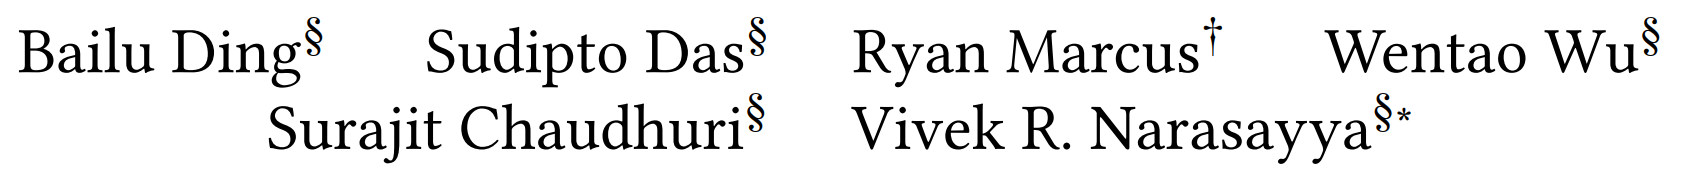 Bailu Ding§ Sudipto Das§ Ryan Marcus† Wentao Wu§
Surajit Chaudhuri§ Vivek R. Narasayya§*